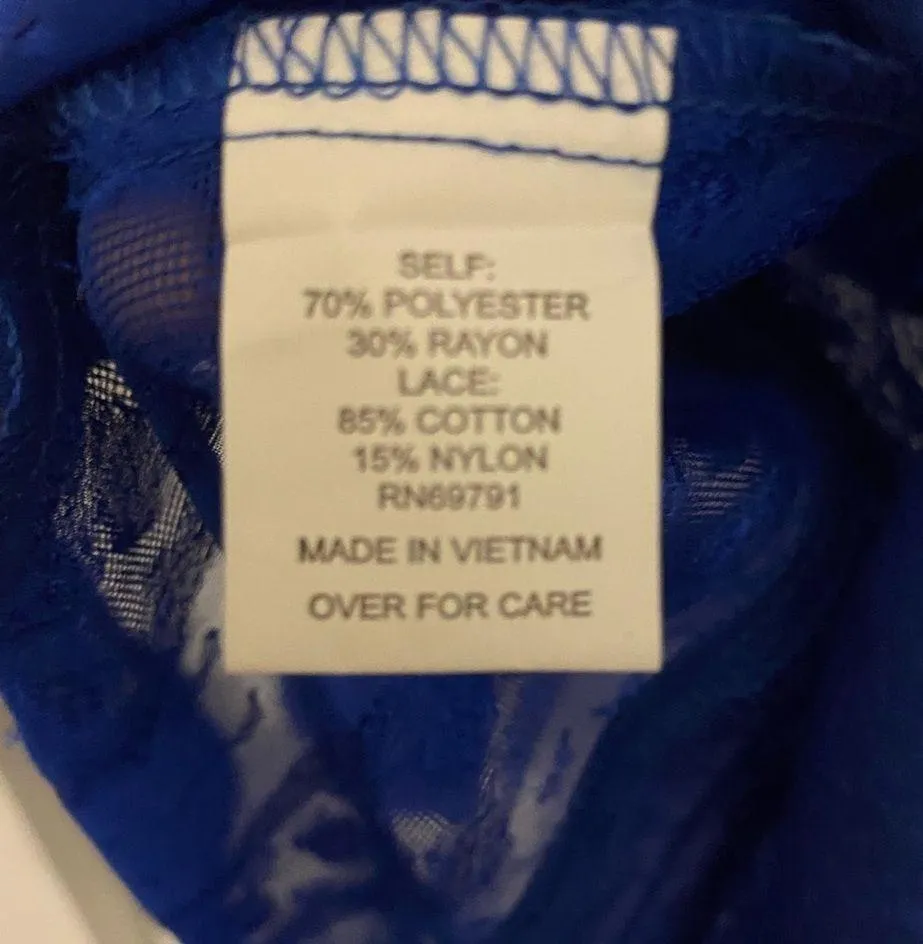 SELF:
70% POLYESTER
30% RAYON
LACE:
85% COTTON
15% NYLON
RN69791
MADE IN VIETNAM
OVER FOR CARE